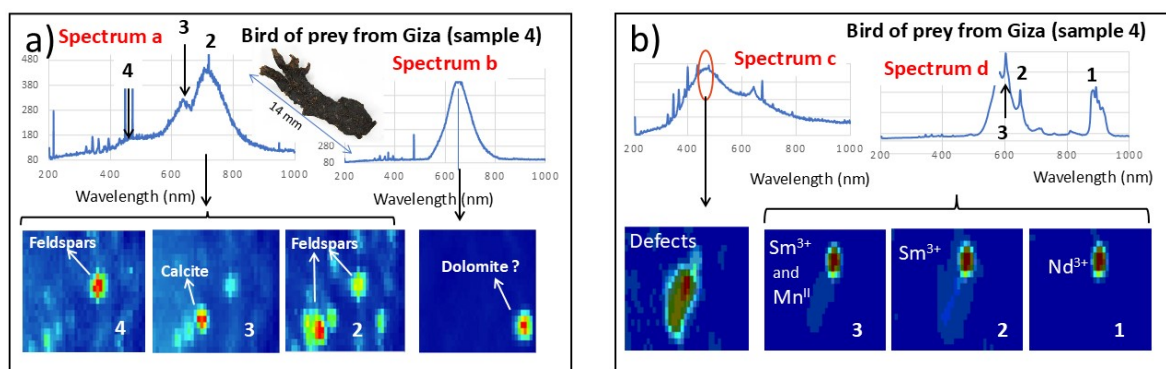 a)
Spectrum a
3
2
4
Bird of prey from Giza (sample 4)
Spectrum b
14 mm
480
380
280
180
80
200 400 600 800 1000
Wavelength (nm)
280
80
200 400 600 800 1000
Wavelength (nm)
Feldspars
4
Calcite
3
Feldspars
2
Dolomite ?
b)
Bird of prey from Giza (sample 4)
Spectrum c
Spectrum d
2
1
3
200 400 600 800 1000
200 400 600 800 1000
Wavelength (nm)
Wavelength (nm)
Defects
Sm3+
and
MnII
3
Sm3+
2
Nd3+
1